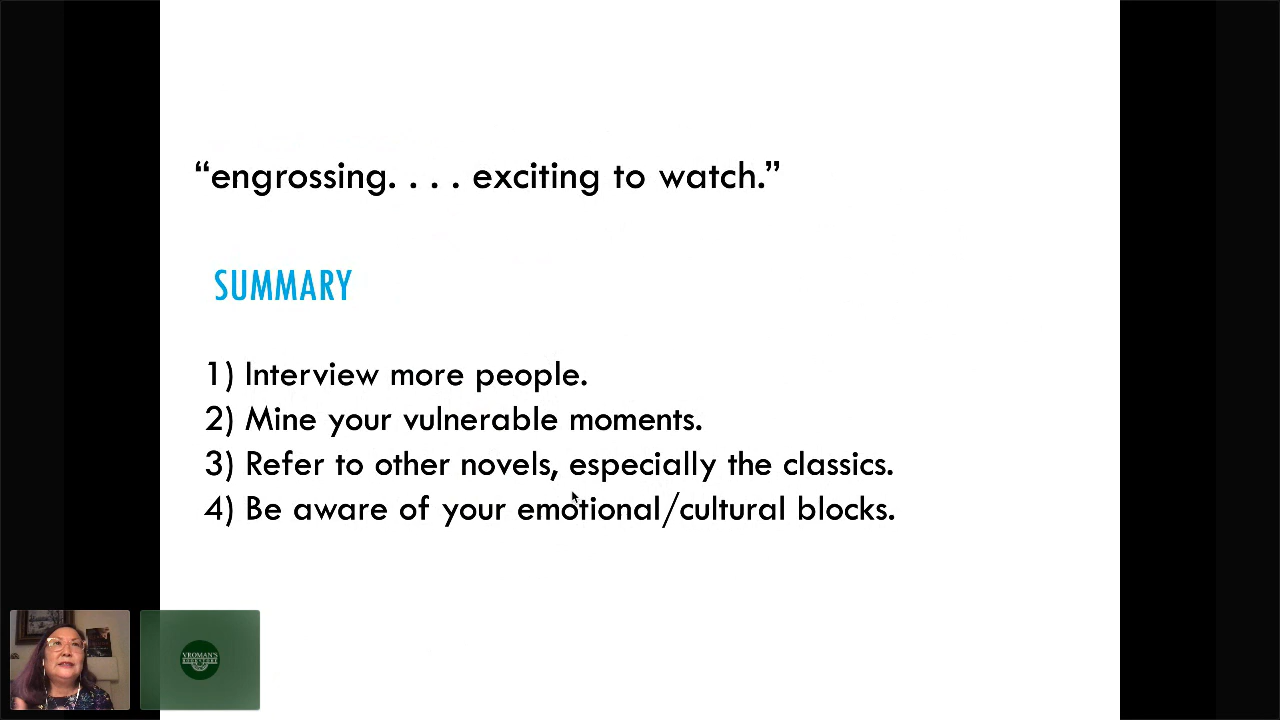 “engrossing. . . . exciting to watch.”
SUMMARY
1) Interview more people.
2) Mine your vulnerable moments.
3) Refer to other novels, especially the classics.
4) Be aware of your emotional/cultural blocks.
VROMAN'S